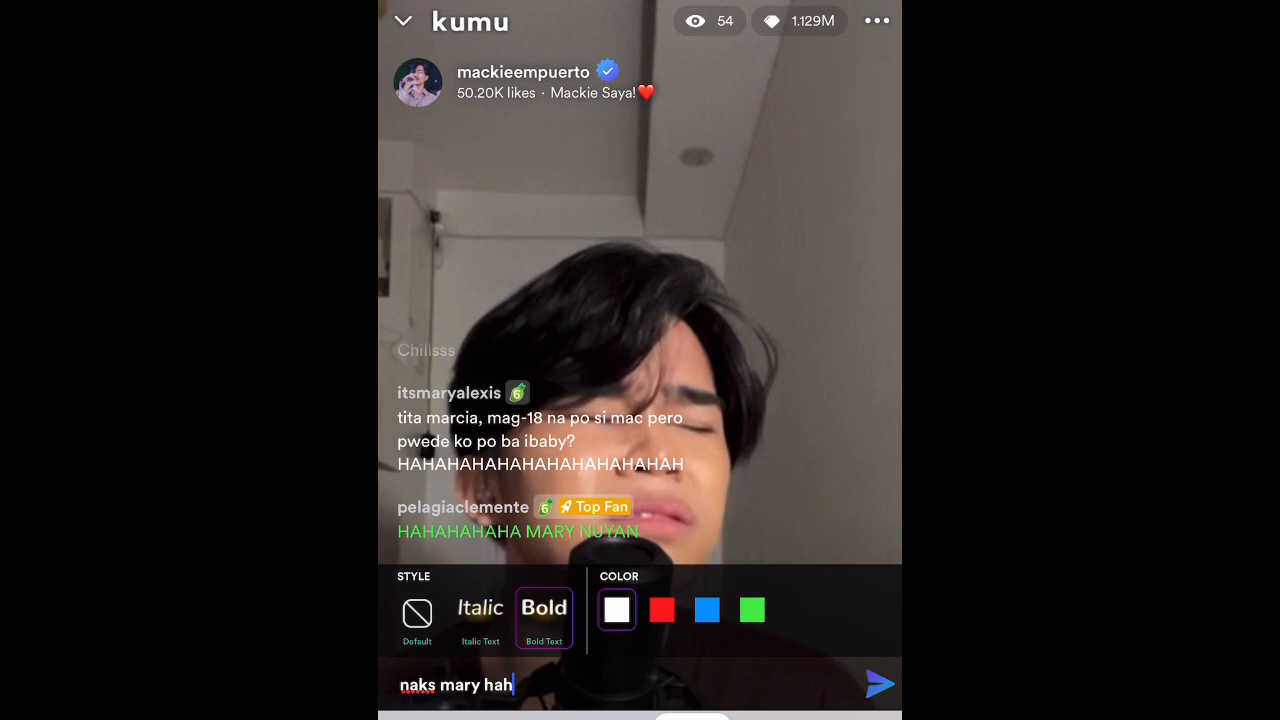 kumu
54
1.129M
mackieempuerto
50.20K likes · Mackie Saya!❤️
Chilisss
itsmaryalexis 6
tita marcia, mag-18 na po si mac pero
pwede ko po ba ibaby?
HAHAHAHAHAHAHAHAHAHAHAH
pelagiaclemente 6 Top Fan
HAHAHAHAHA MARY NUYAN
STYLE
COLOR
Italic
Bold
Default
Italic Text
Bold Text
naks mary hah